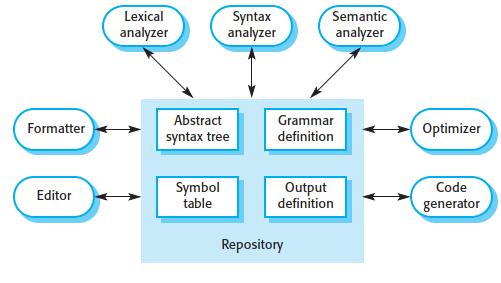 Lexical
analyzer
Syntax
analyzer
Semantic
analyzer
Formatter
Abstract
syntax tree
Grammar
definition
Optimizer
Editor
Symbol
table
Output
definition
Code
generator
Repository